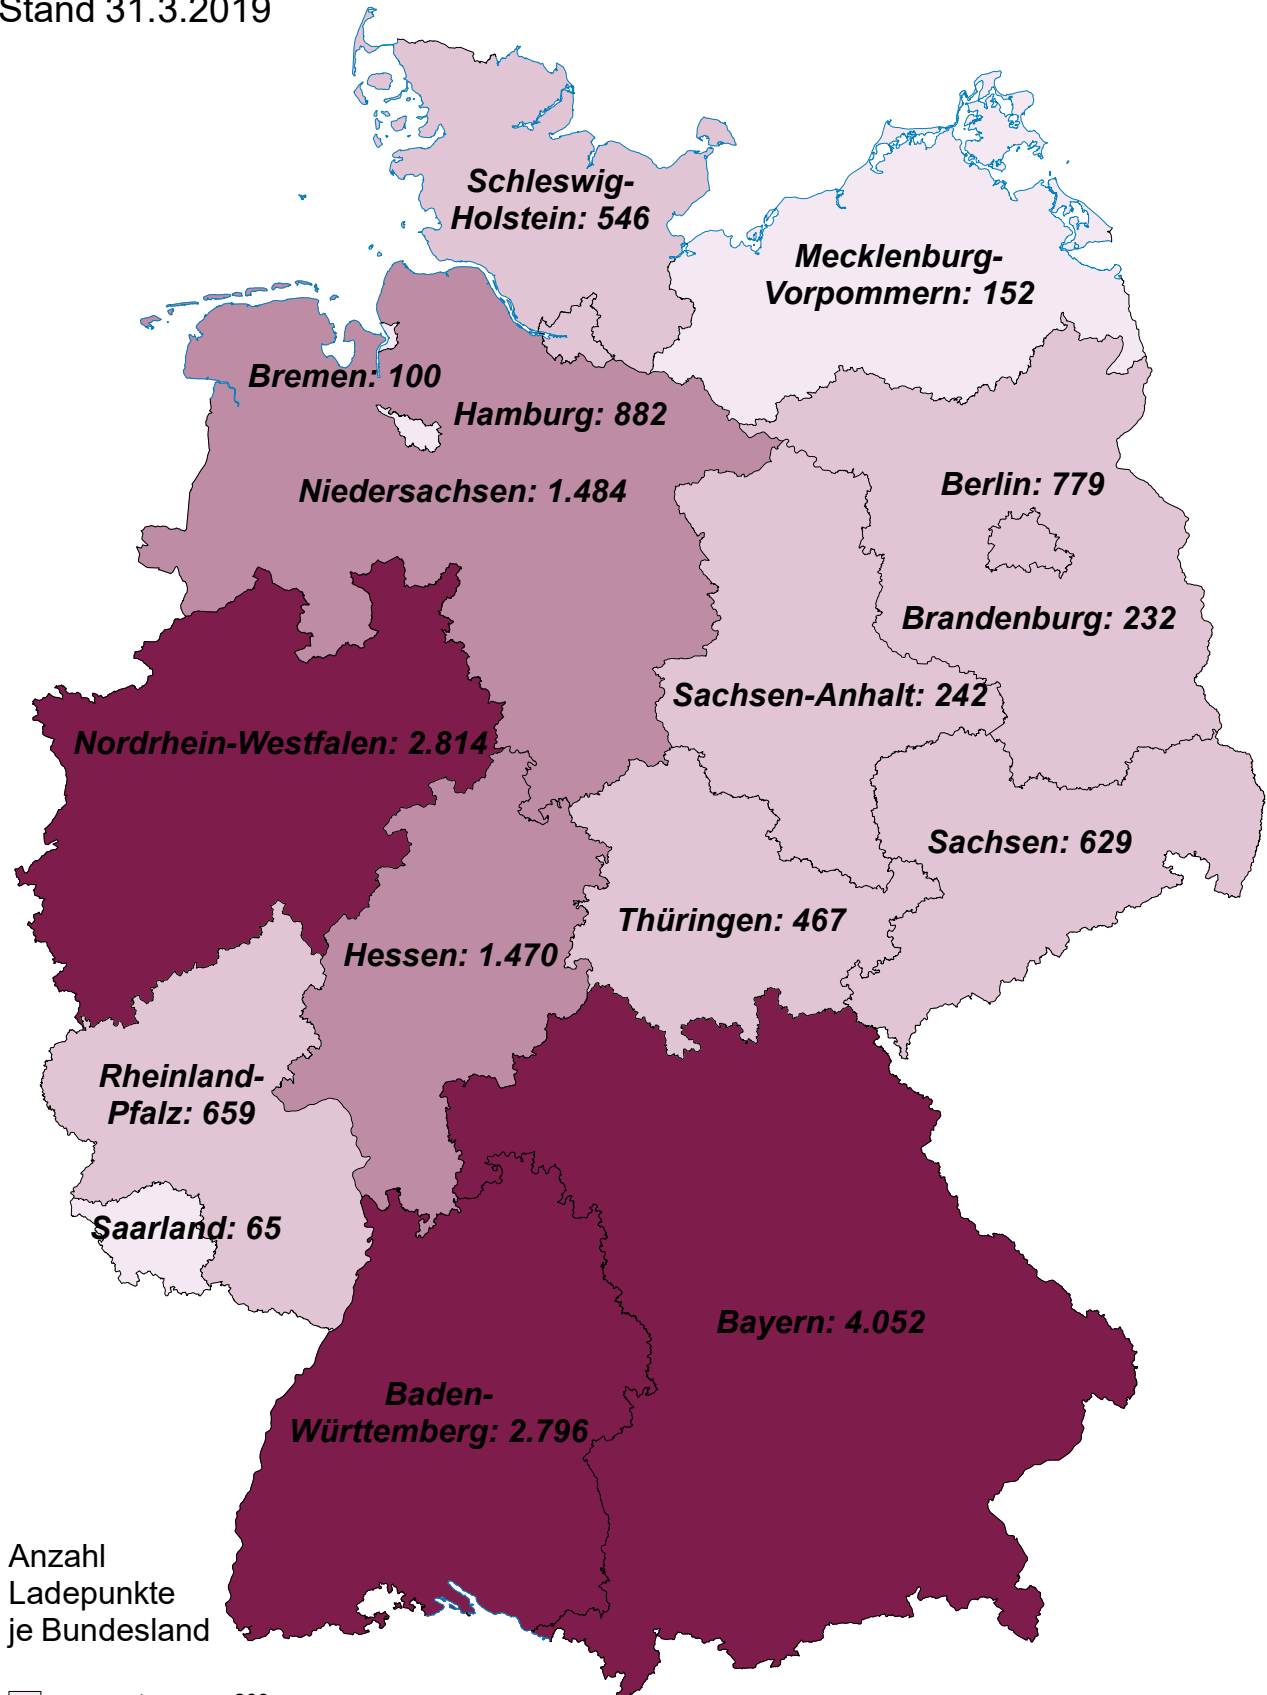 Stand 31.3.2019
Schleswig-
Holstein: 546
Mecklenburg-
Vorpommern: 152
Bremen: 100
Hamburg: 882
Niedersachsen: 1.484
Berlin: 779
Brandenburg: 232
Sachsen-Anhalt: 242
Nordrhein-Westfalen: 2.814
Sachsen: 629
Thüringen: 467
Hessen: 1.470
Rheinland-
Pfalz: 659
Saarland: 65
Bayern: 4.052
Baden-
Württemberg: 2.796
Anzahl
Ladepunkte
je Bundesland